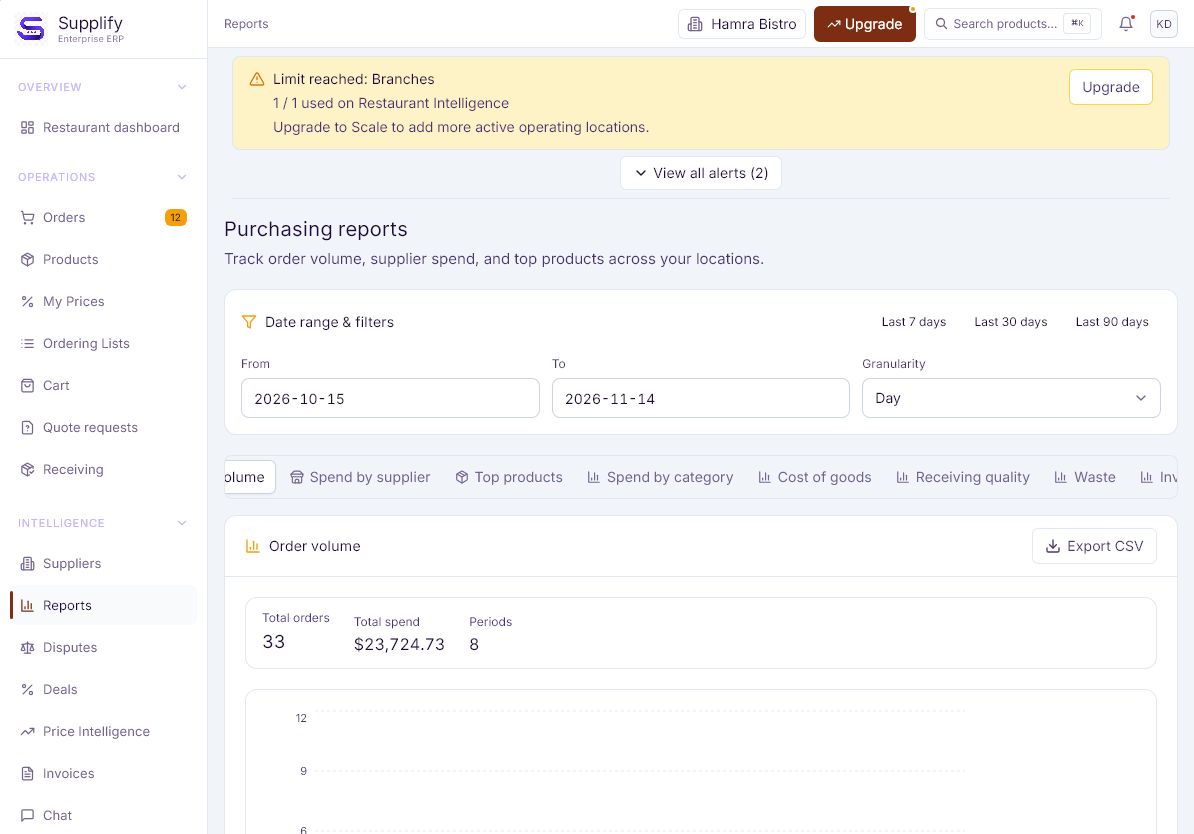 Supplify
Enterprise ERP
OVERVIEW
Restaurant dashboard
OPERATIONS
Orders 12
Products
My Prices
Ordering Lists
Cart
Quote requests
Receiving
INTELLIGENCE
Suppliers
Reports
Disputes
Deals
Price Intelligence
Invoices
Chat
Reports
Hamra Bistro
Upgrade
Search products... ⌘K
KD
Limit reached: Branches
1 / 1 used on Restaurant Intelligence
Upgrade to Scale to add more active operating locations.
Upgrade
View all alerts (2)
Purchasing reports
Track order volume, supplier spend, and top products across your locations.
Date range & filters
Last 7 days Last 30 days Last 90 days
From To Granularity
2026-10-15 2026-11-14 Day
olume Spend by supplier Top products Spend by category Cost of goods Receiving quality Waste Inv
Order volume
Export CSV
Total orders Total spend Periods
33 $23,724.73 8
12
9
6